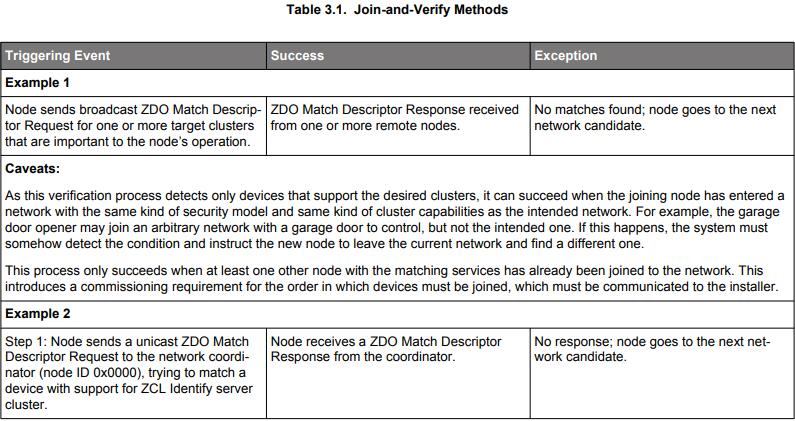 Table 3.1. Join-and-Verify Methods
Triggering Event
Success
Exception
Example 1
Node sends broadcast ZDO Match Descrip-
tor Request for one or more target clusters
that are important to the node's operation.
ZDO Match Descriptor Response received
from one or more remote nodes.
No matches found; node goes to the next
network candidate.
Caveats:
As this verification process detects only devices that support the desired clusters, it can succeed when the joining node has entered a
network with the same kind of security model and same kind of cluster capabilities as the intended network. For example, the garage
door opener may join an arbitrary network with a garage door to control, but not the intended one. If this happens, the system must
somehow detect the condition and instruct the new node to leave the current network and find a different one.
This process only succeeds when at least one other node with the matching services has already been joined to the network. This
introduces a commissioning requirement for the order in which devices must be joined, which must be communicated to the installer.
Example 2
Step 1: Node sends a unicast ZDO Match
Descriptor Request to the network coordi-
nator (node ID 0x0000), trying to match a
device with support for ZCL Identify server
cluster.
Node receives a ZDO Match Descriptor
Response from the coordinator.
No response; node goes to the next net-
work candidate.